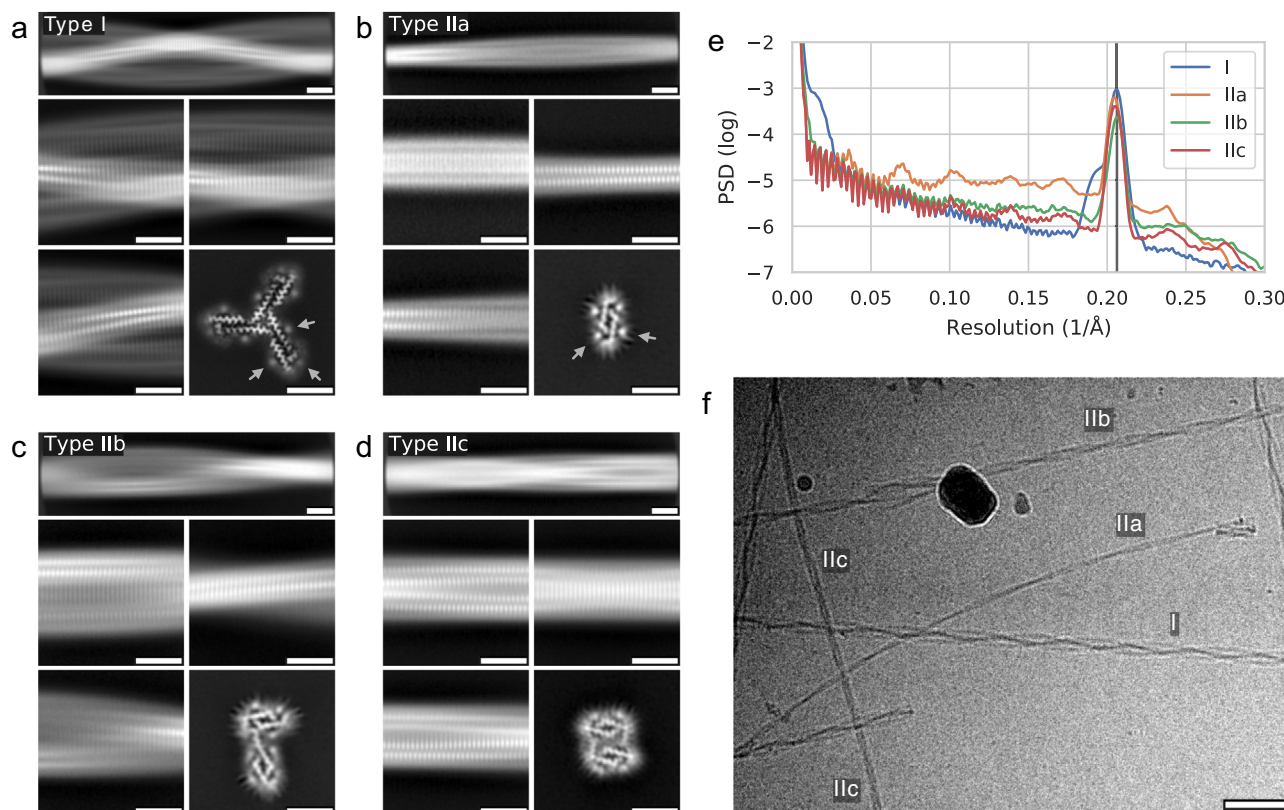 a
Type I
b
Type IIa
c
Type IIb
d
Type IIc
e
−2
−3
−4
−5
−6
−7
PSD (log)
I
IIa
IIb
IIc
0.00 0.05 0.10 0.15 0.20 0.25 0.30
Resolution (1/Å)
f
IIb
IIa
IIc
I
IIc